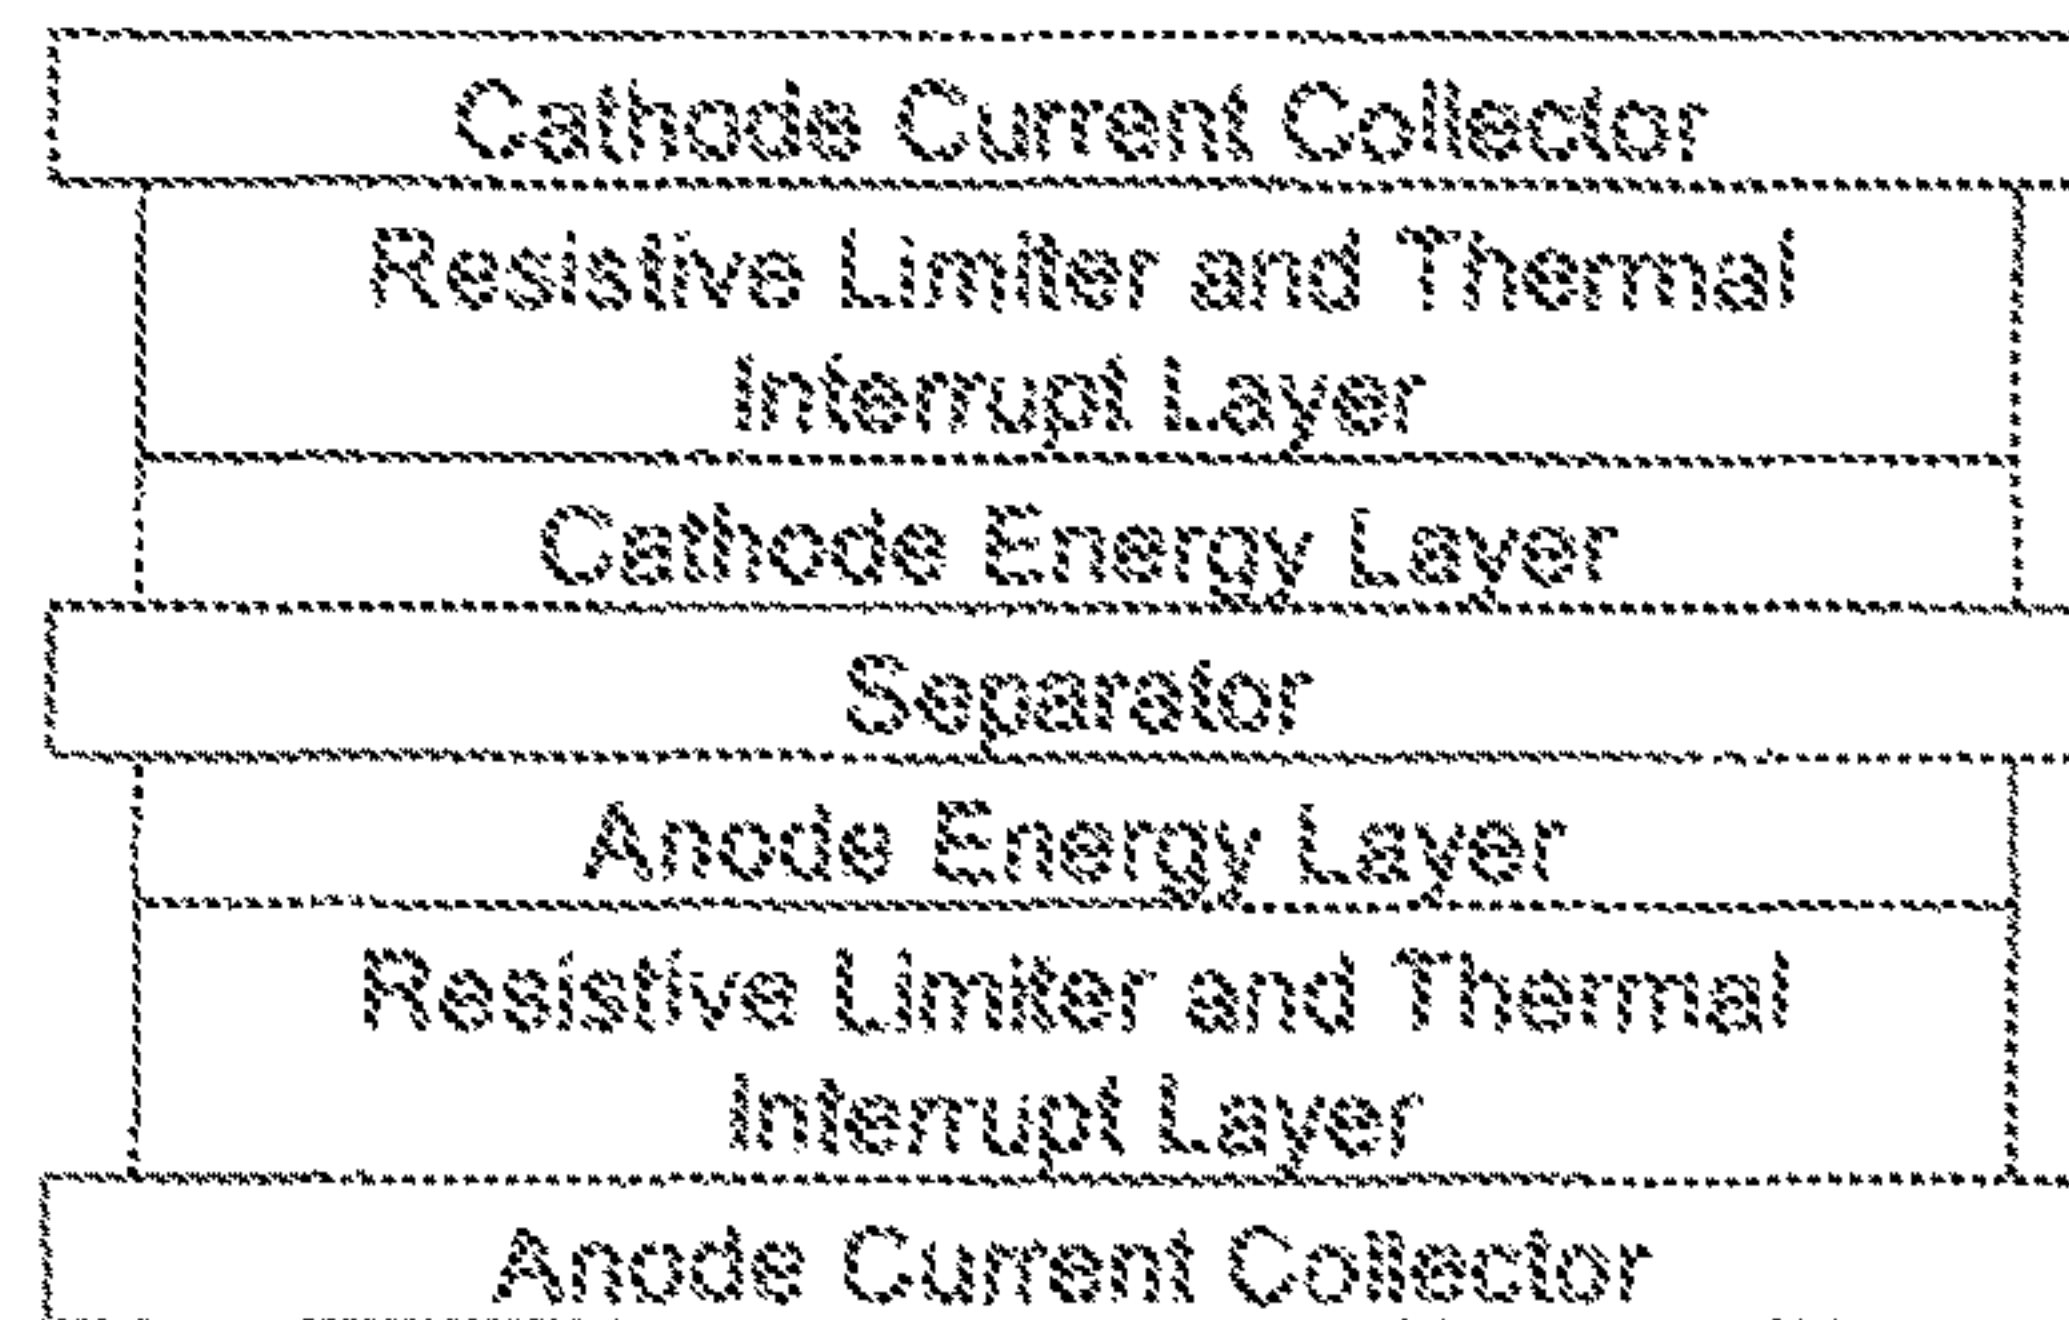 Cathode Current Collector
Resistive Limiter and Thermal
Interrupt Layer
Cathode Energy Layer
Separator
Anode Energy Layer
Resistive Limiter and Thermal
Interrupt Layer
Anode Current Collector